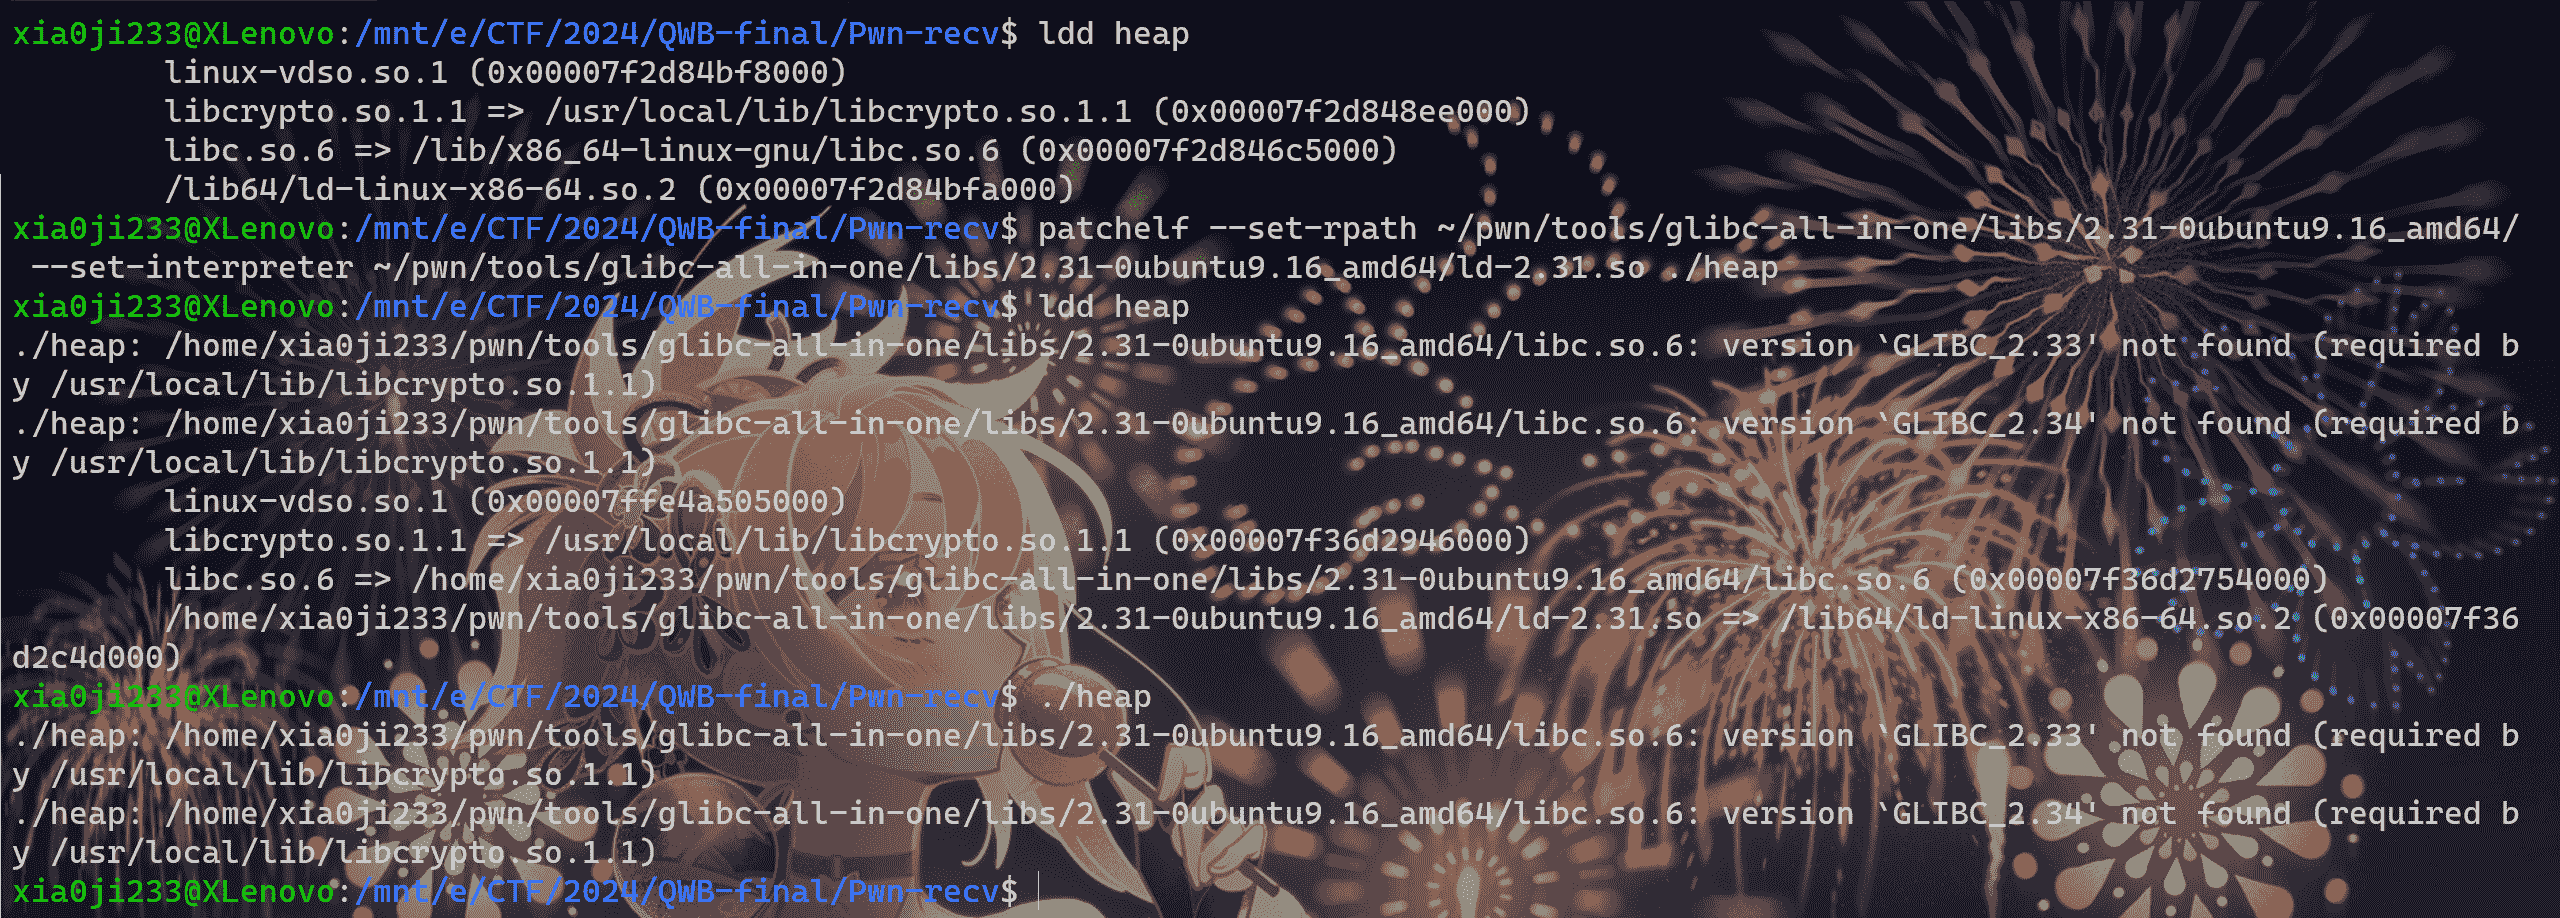 xia0ji233@XLenovo:/mnt/e/CTF/2024/QWB-final/Pwn-recv$ ldd heap
linux-vdso.so.1 (0x00007f2d84bf8000)
libcrypto.so.1.1 => /usr/local/lib/libcrypto.so.1.1 (0x00007f2d848ee000)
libc.so.6 => /lib/x86_64-linux-gnu/libc.so.6 (0x00007f2d846c5000)
/lib64/ld-linux-x86-64.so.2 (0x00007f2d84bfa000)
xia0ji233@XLenovo:/mnt/e/CTF/2024/QWB-final/Pwn-recv$ patchelf --set-rpath ~/pwn/tools/glibc-all-in-one/libs/2.31-0ubuntu9.16_amd64/
--set-interpreter ~/pwn/tools/glibc-all-in-one/libs/2.31-0ubuntu9.16_amd64/ld-2.31.so ./heap
xia0ji233@XLenovo:/mnt/e/CTF/2024/QWB-final/Pwn-recv$ ldd heap
./heap: /home/xia0ji233/pwn/tools/glibc-all-in-one/libs/2.31-0ubuntu9.16_amd64/libc.so.6: version `GLIBC_2.33' not found (required b
y /usr/local/lib/libcrypto.so.1.1)
./heap: /home/xia0ji233/pwn/tools/glibc-all-in-one/libs/2.31-0ubuntu9.16_amd64/libc.so.6: version `GLIBC_2.34' not found (required b
y /usr/local/lib/libcrypto.so.1.1)
linux-vdso.so.1 (0x00007ffe4a505000)
libcrypto.so.1.1 => /usr/local/lib/libcrypto.so.1.1 (0x00007f36d2946000)
libc.so.6 => /home/xia0ji233/pwn/tools/glibc-all-in-one/libs/2.31-0ubuntu9.16_amd64/libc.so.6 (0x00007f36d2754000)
/home/xia0ji233/pwn/tools/glibc-all-in-one/libs/2.31-0ubuntu9.16_amd64/ld-2.31.so => /lib64/ld-linux-x86-64.so.2 (0x00007f36
d2c4d000)
xia0ji233@XLenovo:/mnt/e/CTF/2024/QWB-final/Pwn-recv$ ./heap
./heap: /home/xia0ji233/pwn/tools/glibc-all-in-one/libs/2.31-0ubuntu9.16_amd64/libc.so.6: version `GLIBC_2.33' not found (required b
y /usr/local/lib/libcrypto.so.1.1)
./heap: /home/xia0ji233/pwn/tools/glibc-all-in-one/libs/2.31-0ubuntu9.16_amd64/libc.so.6: version `GLIBC_2.34' not found (required b
y /usr/local/lib/libcrypto.so.1.1)
xia0ji233@XLenovo:/mnt/e/CTF/2024/QWB-final/Pwn-recv$